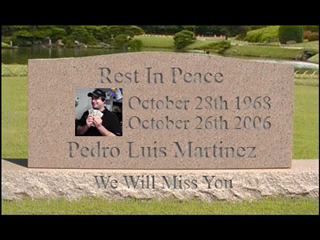 Rest In Peace
October 28th 1968
October 26th 2006
Pedro Luis Martinez
We Will Miss You